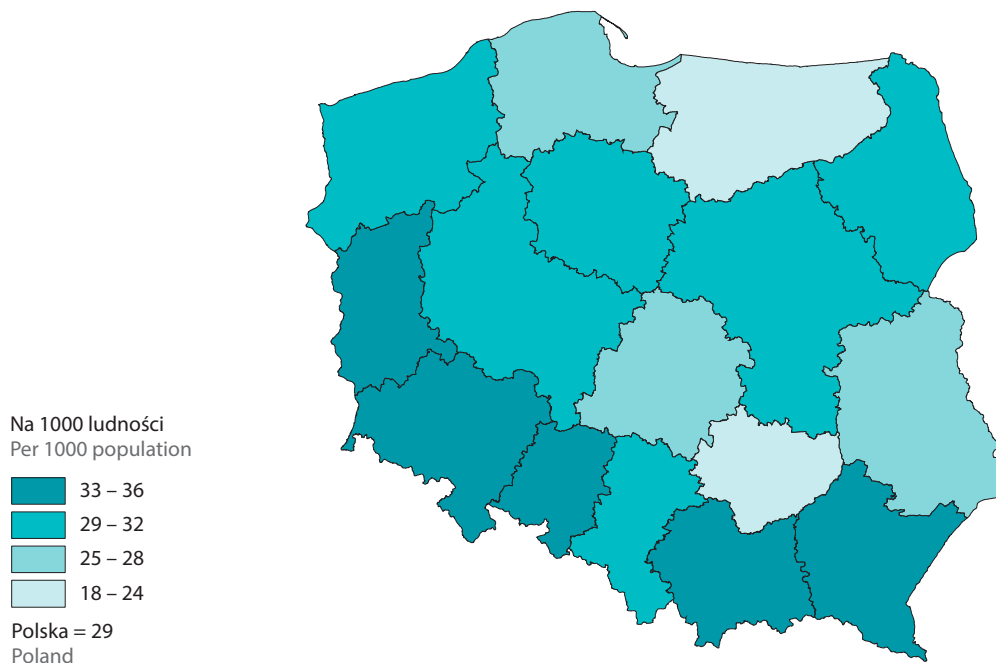 Na 1000 ludności
Per 1000 population
33 – 36
29 – 32
25 – 28
18 – 24
Polska = 29
Poland